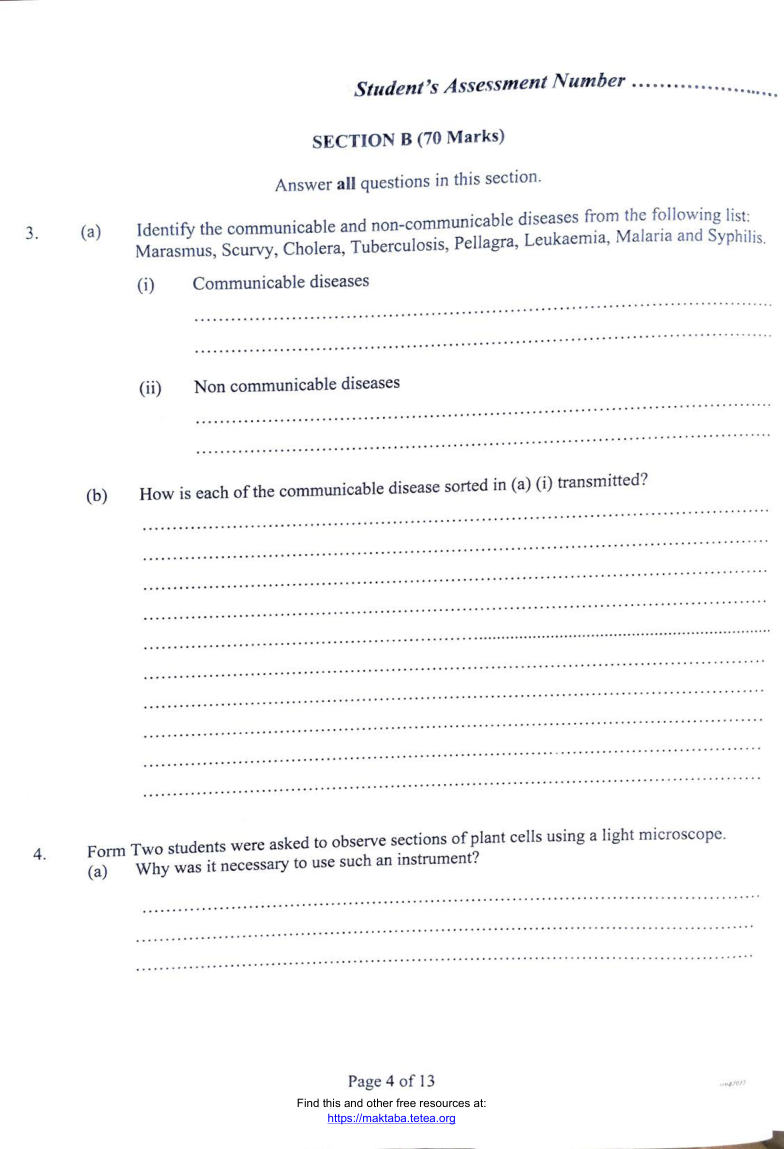 Student's Assessment Number ........................
SECTION B (70 Marks)
Answer all questions in this section.
3. (a) Identify the communicable and non-communicable diseases from the following list:
Marasmus, Scurvy, Cholera, Tuberculosis, Pellagra, Leukaemia, Malaria and Syphilis.
(i) Communicable diseases
(ii) Non communicable diseases
(b) How is each of the communicable disease sorted in (a) (i) transmitted?
4. Form Two students were asked to observe sections of plant cells using a light microscope.
(a) Why was it necessary to use such an instrument?
Page 4 of 13
Find this and other free resources at:
https://maktaba.tetea.org